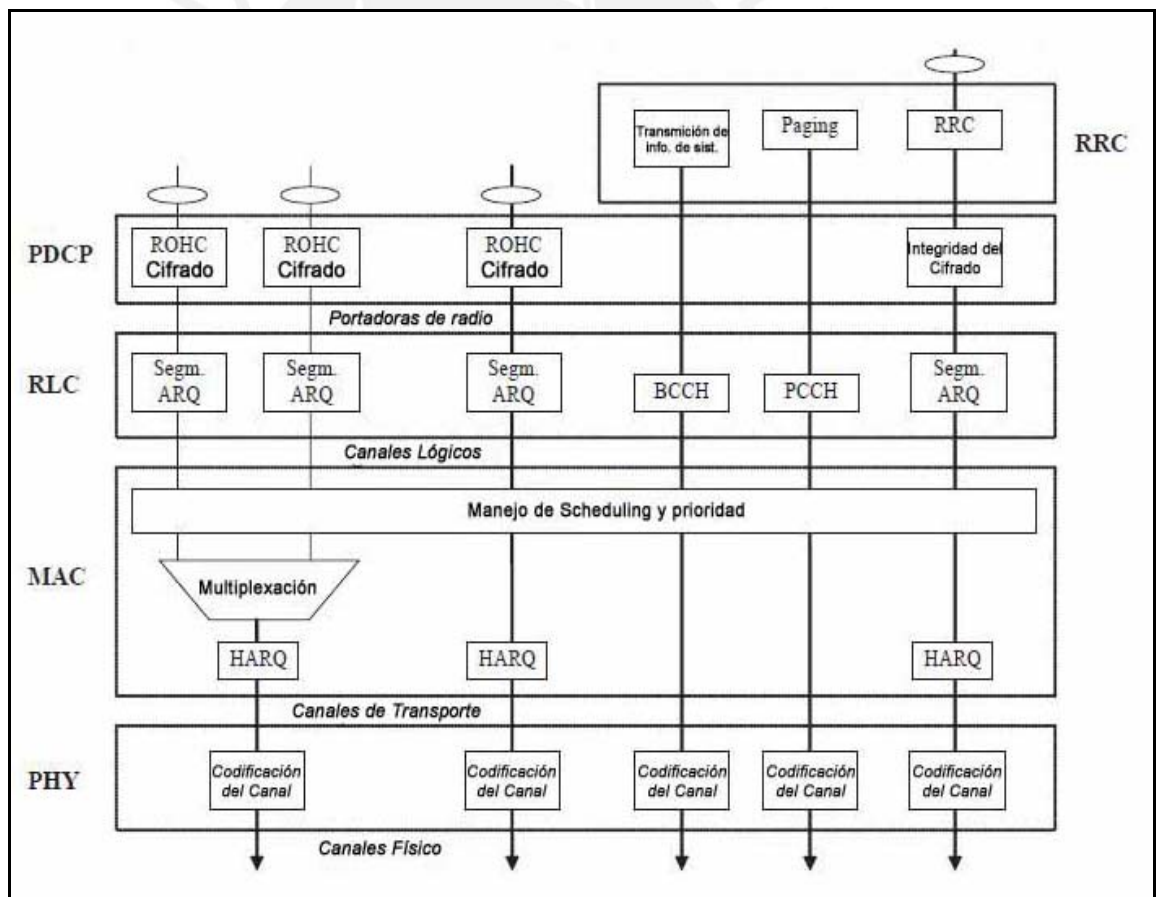 Transmición de
info. de sist.
Paging
RRC
RRC
PDCP
ROHC
Cifrado
ROHC
Cifrado
ROHC
Cifrado
Integridad del
Cifrado
Portadoras de radio
RLC
Segm.
ARQ
Segm.
ARQ
Segm.
ARQ
BCCH
PCCH
Segm.
ARQ
Canales Lógicos
Manejo de Scheduling y prioridad
MAC
Multiplexación
HARQ
HARQ
HARQ
Canales de Transporte
PHY
Codificación
del Canal
Codificación
del Canal
Codificación
del Canal
Codificación
del Canal
Codificación
del Canal
Canales Físico